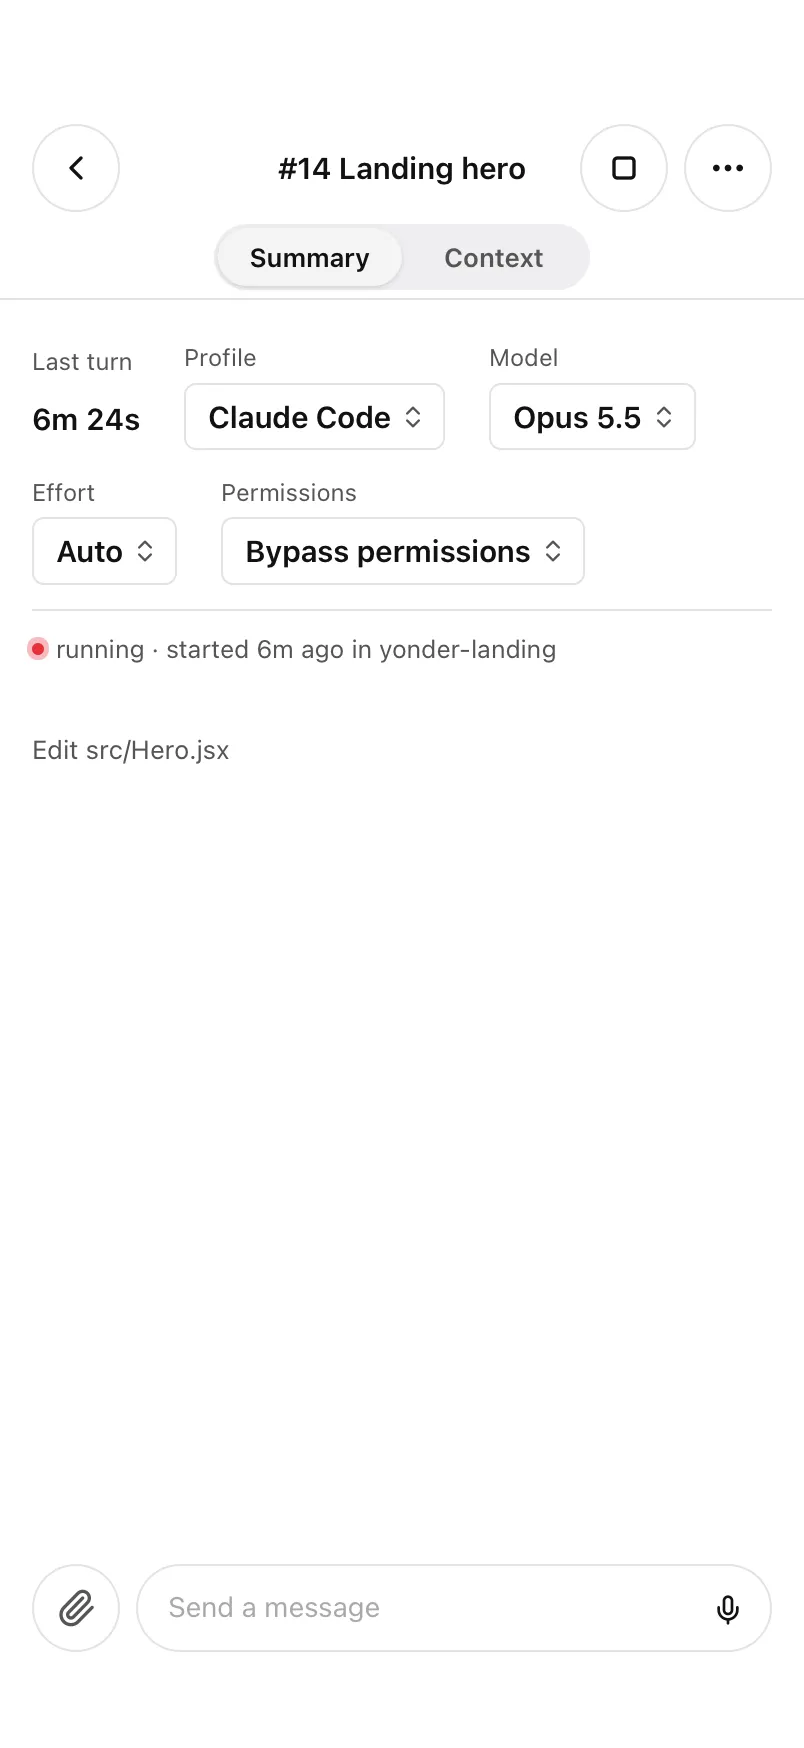 #14 Landing hero
Summary
Context
Last turn
Profile
Model
6m 24s
Claude Code
Opus 5.5
Effort
Permissions
Auto
Bypass permissions
running · started 6m ago in yonder-landing
Edit src/Hero.jsx
Send a message